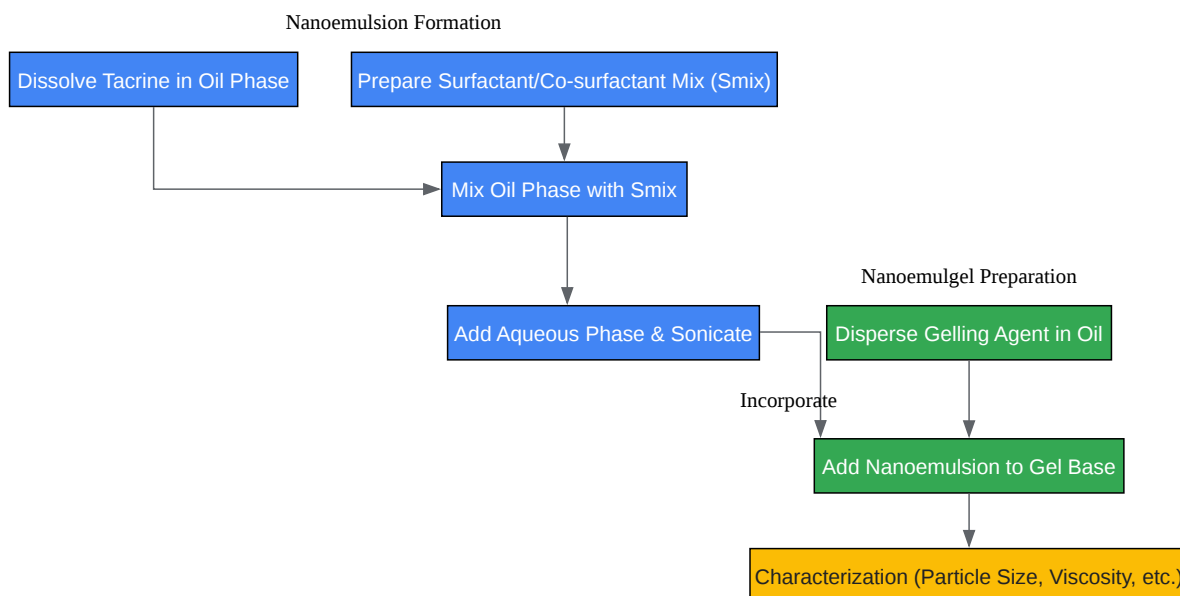 Nanoemulsion Formation
Dissolve Tacrine in Oil Phase
Prepare Surfactant/Co-surfactant Mix (Smix)
Mix Oil Phase with Smix
Nanoemulgel Preparation
Add Aqueous Phase & Sonicate
Disperse Gelling Agent in Oil
Incorporate
Add Nanoemulsion to Gel Base
Characterization (Particle Size, Viscosity, etc.)